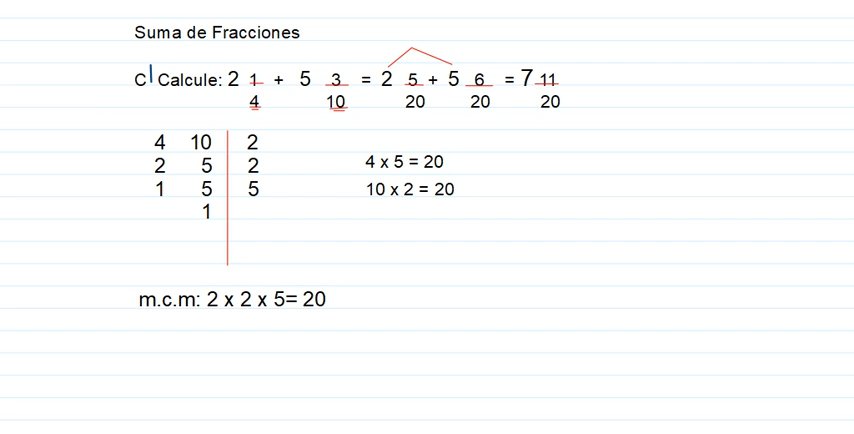 Suma de Fracciones
c| Calcule: 2 1 + 5 3 = 2 5 + 5 6 = 7 11
4 10 20 20 20
4 10 2
2 5 2 4 x 5 = 20
1 5 5 10 x 2 = 20
1
m.c.m: 2 x 2 x 5= 20